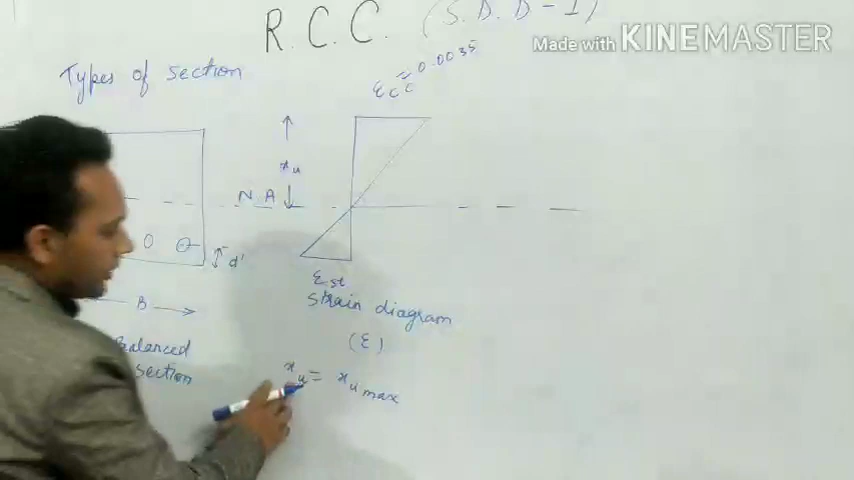 R.C.C. (S.D.D-I)
Made with KINEMASTER
Types of section
εcc = 0.0035
xu
N A
d'
εst
B
strain diagram
(ε)
Balanced
section
xu = xu max